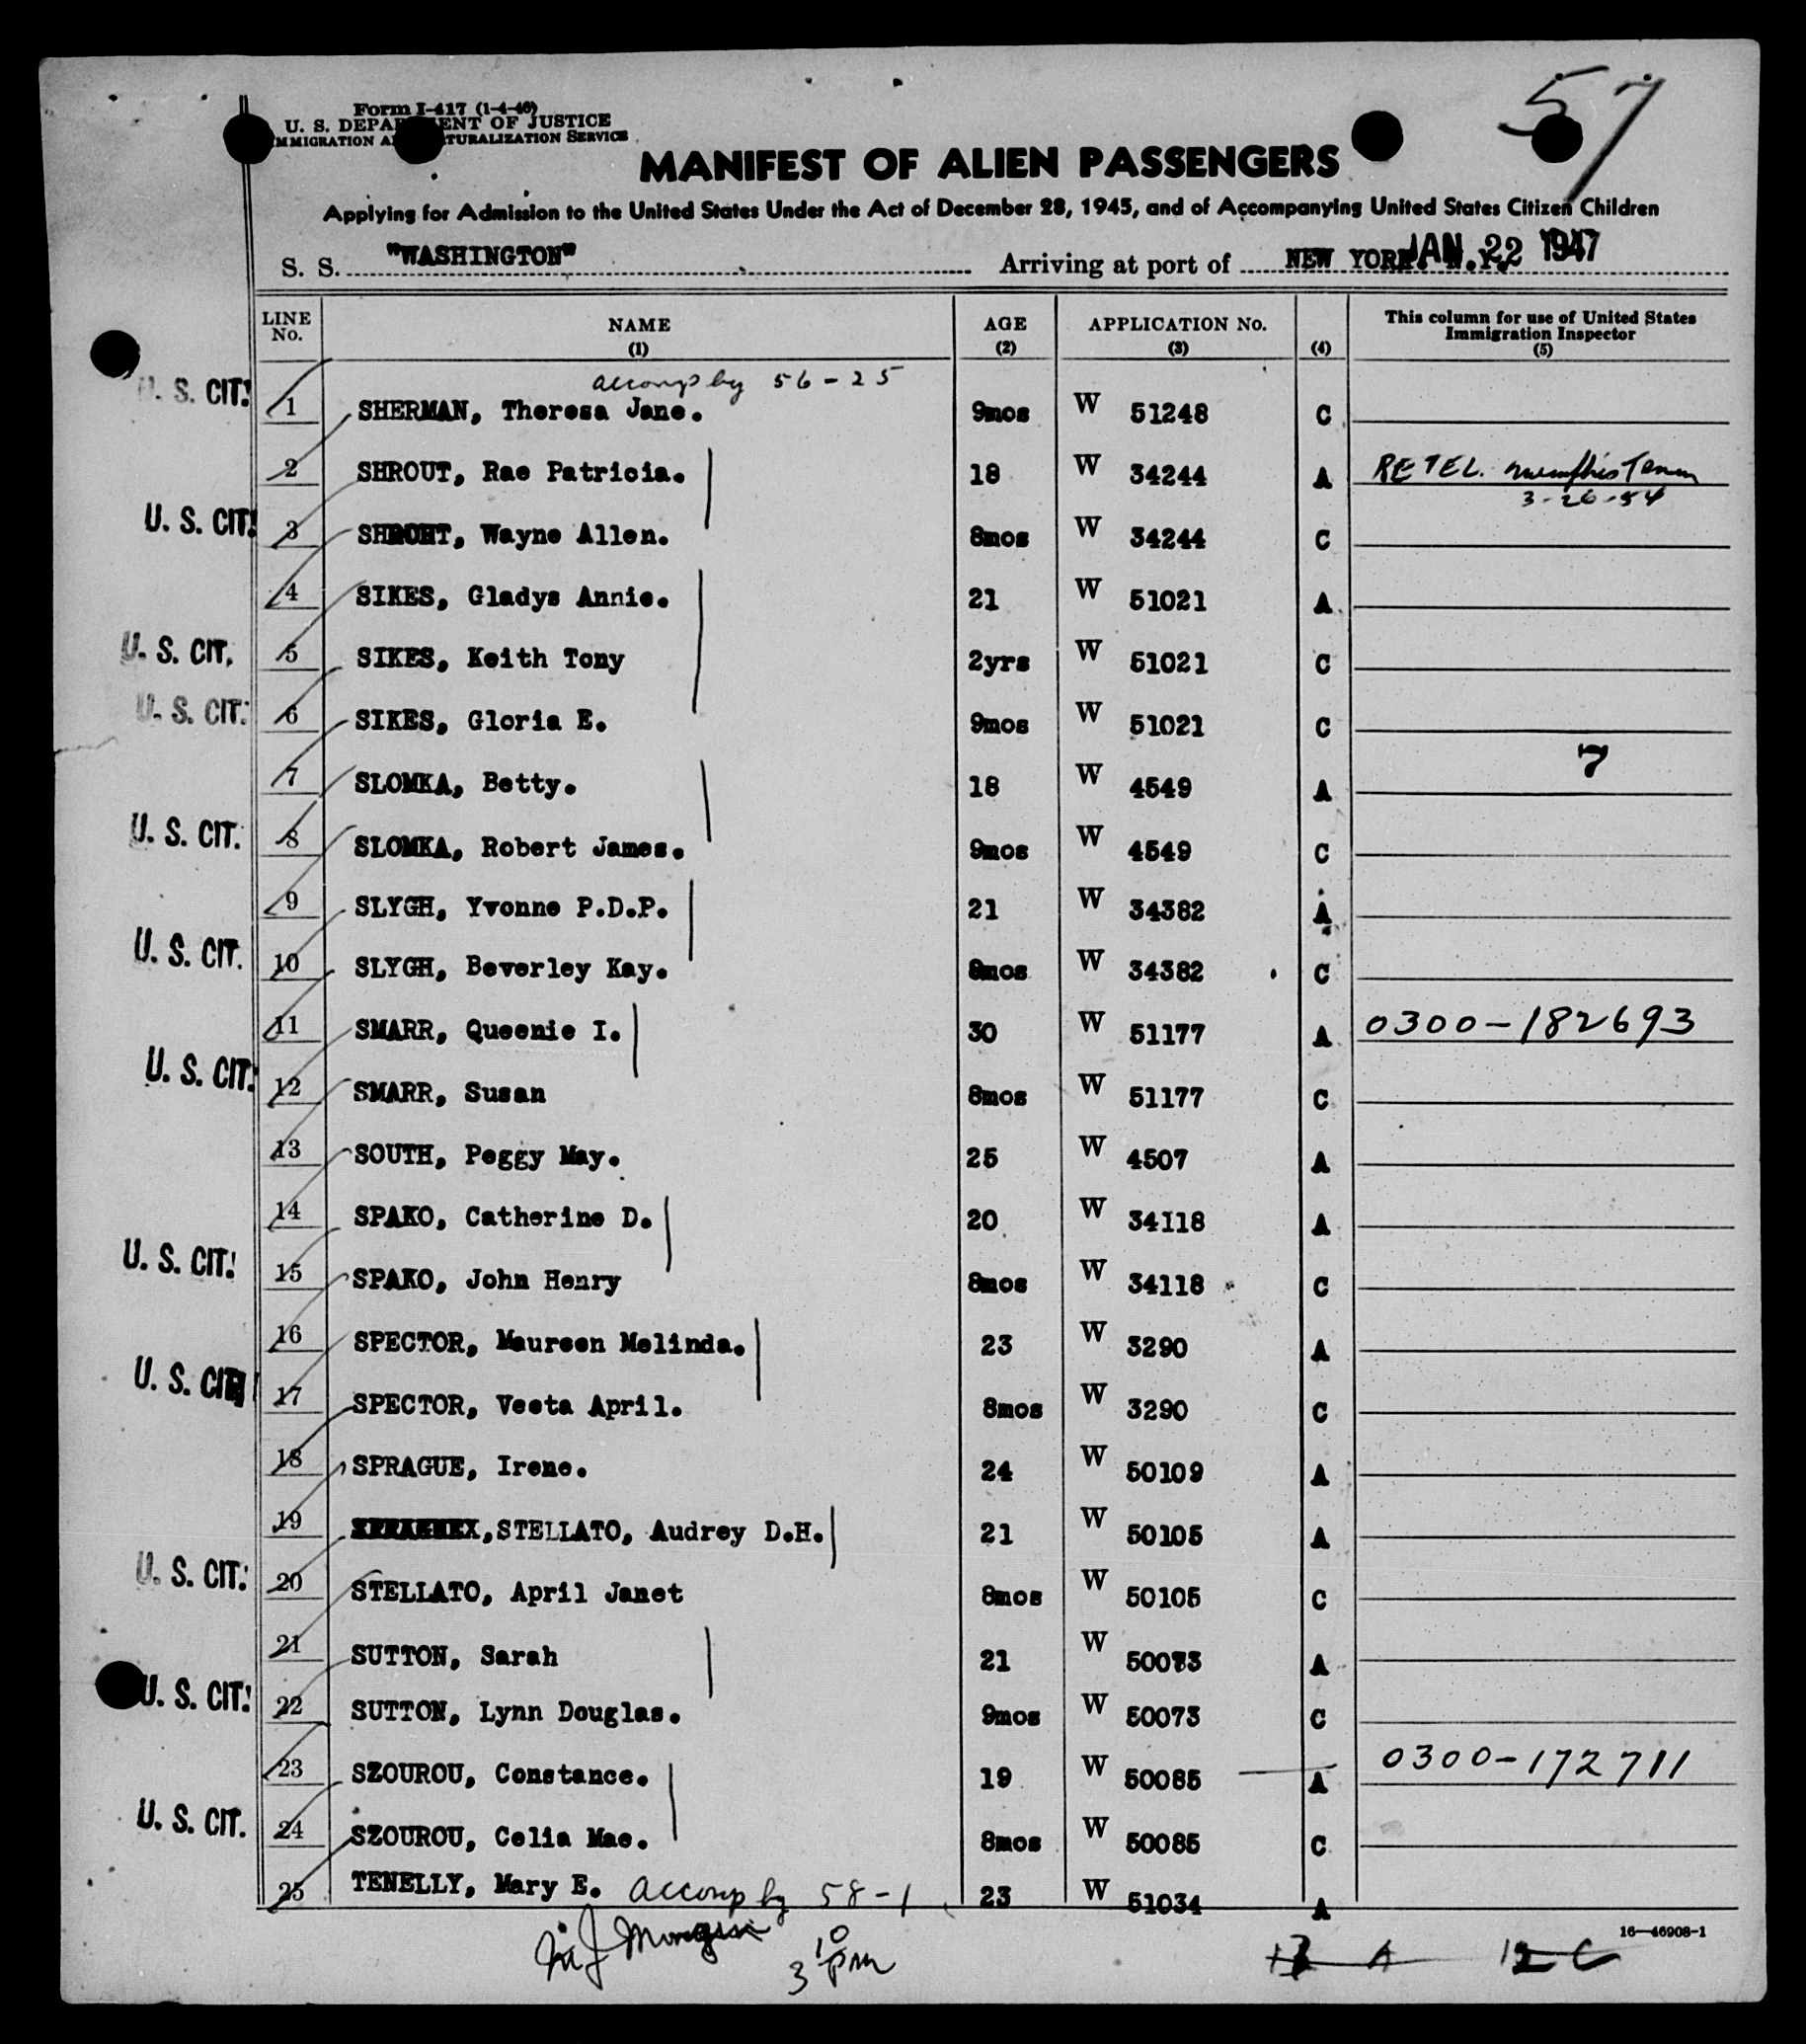 57
Form I-417 (1-4-46)
U. S. DEPARTMENT OF JUSTICE
IMMIGRATION AND NATURALIZATION SERVICE
MANIFEST OF ALIEN PASSENGERS
Applying for Admission to the United States Under the Act of December 28, 1945, and of Accompanying United States Citizen Children
S. S. "WASHINGTON" Arriving at port of NEW YORK. N.Y. JAN 22 1947
LINE No. NAME (1) AGE (2) APPLICATION No. (3) (4) This column for use of United States Immigration Inspector (5)
accomp by 56-25
U. S. CIT. 1 SHERMAN, Theresa Jane. 9mos W 51248 C
2 SHROUT, Rae Patricia. 18 W 34244 A RE TEL. Memphis Tenn
3-26-54
U. S. CIT. 3 SHROUT, Wayne Allen. 8mos W 34244 C
4 SIKES, Gladys Annie. 21 W 51021 A
U. S. CIT. 5 SIKES, Keith Tony 2yrs W 51021 C
U. S. CIT. 6 SIKES, Gloria E. 9mos W 51021 C
7
7 SLOMKA, Betty. 18 W 4549 A
U. S. CIT. 8 SLOMKA, Robert James. 9mos W 4549 C
9 SLYGH, Yvonne P.D.P. 21 W 34382 A
U. S. CIT. 10 SLYGH, Beverley Kay. 8mos W 34382 C
11 SMARR, Queenie I. 30 W 51177 A 0300-182693
U. S. CIT. 12 SMARR, Susan 8mos W 51177 C
13 SOUTH, Peggy May. 25 W 4507 A
14 SPAKO, Catherine D. 20 W 34118 A
U. S. CIT. 15 SPAKO, John Henry 8mos W 34118 C
16 SPECTOR, Maureen Melinda. 23 W 3290 A
U. S. CIT. 17 SPECTOR, Veeta April. 8mos W 3290 C
18 SPRAGUE, Irene. 24 W 50109 A
19 STELLATO, Audrey D.H. 21 W 50105 A
U. S. CIT. 20 STELLATO, April Janet 8mos W 50105 C
21 SUTTON, Sarah 21 W 50073 A
U. S. CIT. 22 SUTTON, Lynn Douglas. 9mos W 50073 C
23 SZOUROU, Constance. 19 W 50085 A 0300-172711
U. S. CIT. 24 SZOUROU, Celia Mae. 8mos W 50085 C
25 TENELLY, Mary E. accomp by 58-1 23 W 51034 A
16—46908-1
3 10 PM
13 A 12 C